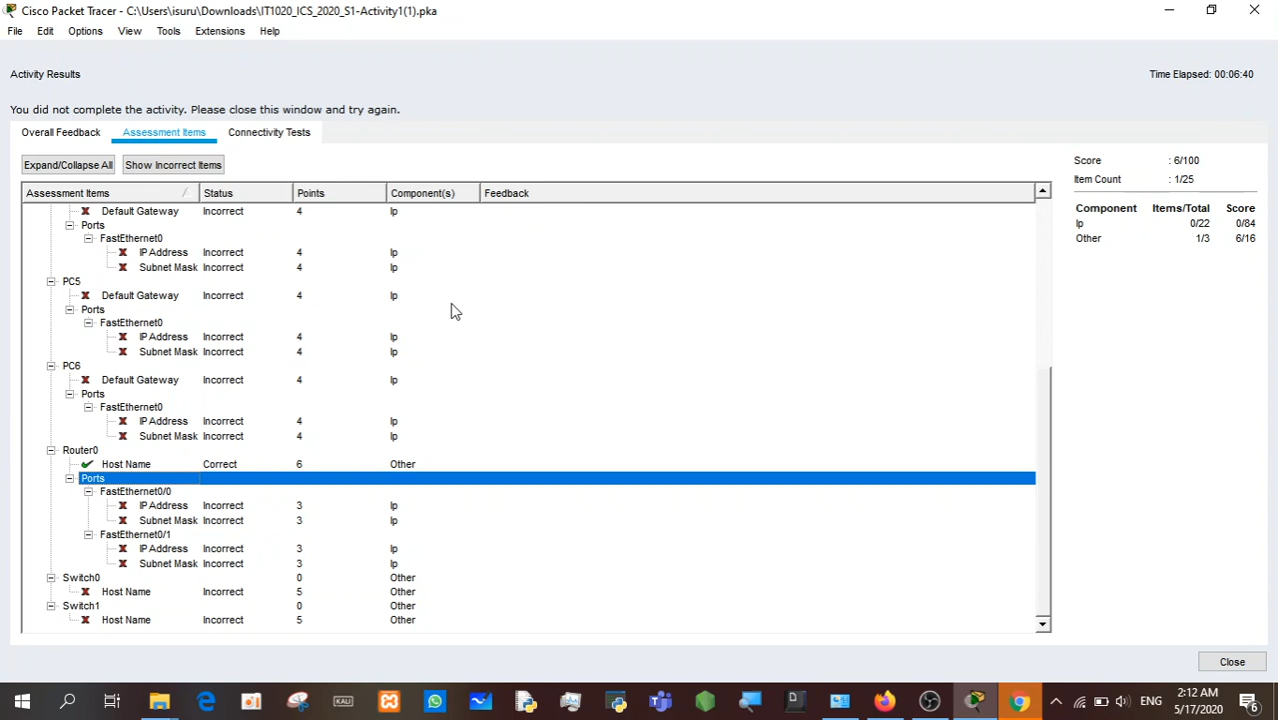 Cisco Packet Tracer - C:\Users\isuru\Downloads\IT1020_ICS_2020_S1-Activity1(1).pka
File Edit Options View Tools Extensions Help
Activity Results
Time Elapsed: 00:06:40
You did not complete the activity. Please close this window and try again.
Overall Feedback Assessment Items Connectivity Tests
Expand/Collapse All Show Incorrect Items
Score : 6/100
Item Count : 1/25
Component Items/Total Score
Ip 0/22 0/84
Other 1/3 6/16
Assessment Items Status Points Component(s) Feedback
Default Gateway Incorrect 4 Ip
Ports
FastEthernet0
IP Address Incorrect 4 Ip
Subnet Mask Incorrect 4 Ip
PC5
Default Gateway Incorrect 4 Ip
Ports
FastEthernet0
IP Address Incorrect 4 Ip
Subnet Mask Incorrect 4 Ip
PC6
Default Gateway Incorrect 4 Ip
Ports
FastEthernet0
IP Address Incorrect 4 Ip
Subnet Mask Incorrect 4 Ip
Router0
Host Name Correct 6 Other
Ports
FastEthernet0/0
IP Address Incorrect 3 Ip
Subnet Mask Incorrect 3 Ip
FastEthernet0/1
IP Address Incorrect 3 Ip
Subnet Mask Incorrect 3 Ip
Switch0 0 Other
Host Name Incorrect 5 Other
Switch1 0 Other
Host Name Incorrect 5 Other
Close
KALI
ENG
2:12 AM
5/17/2020
6